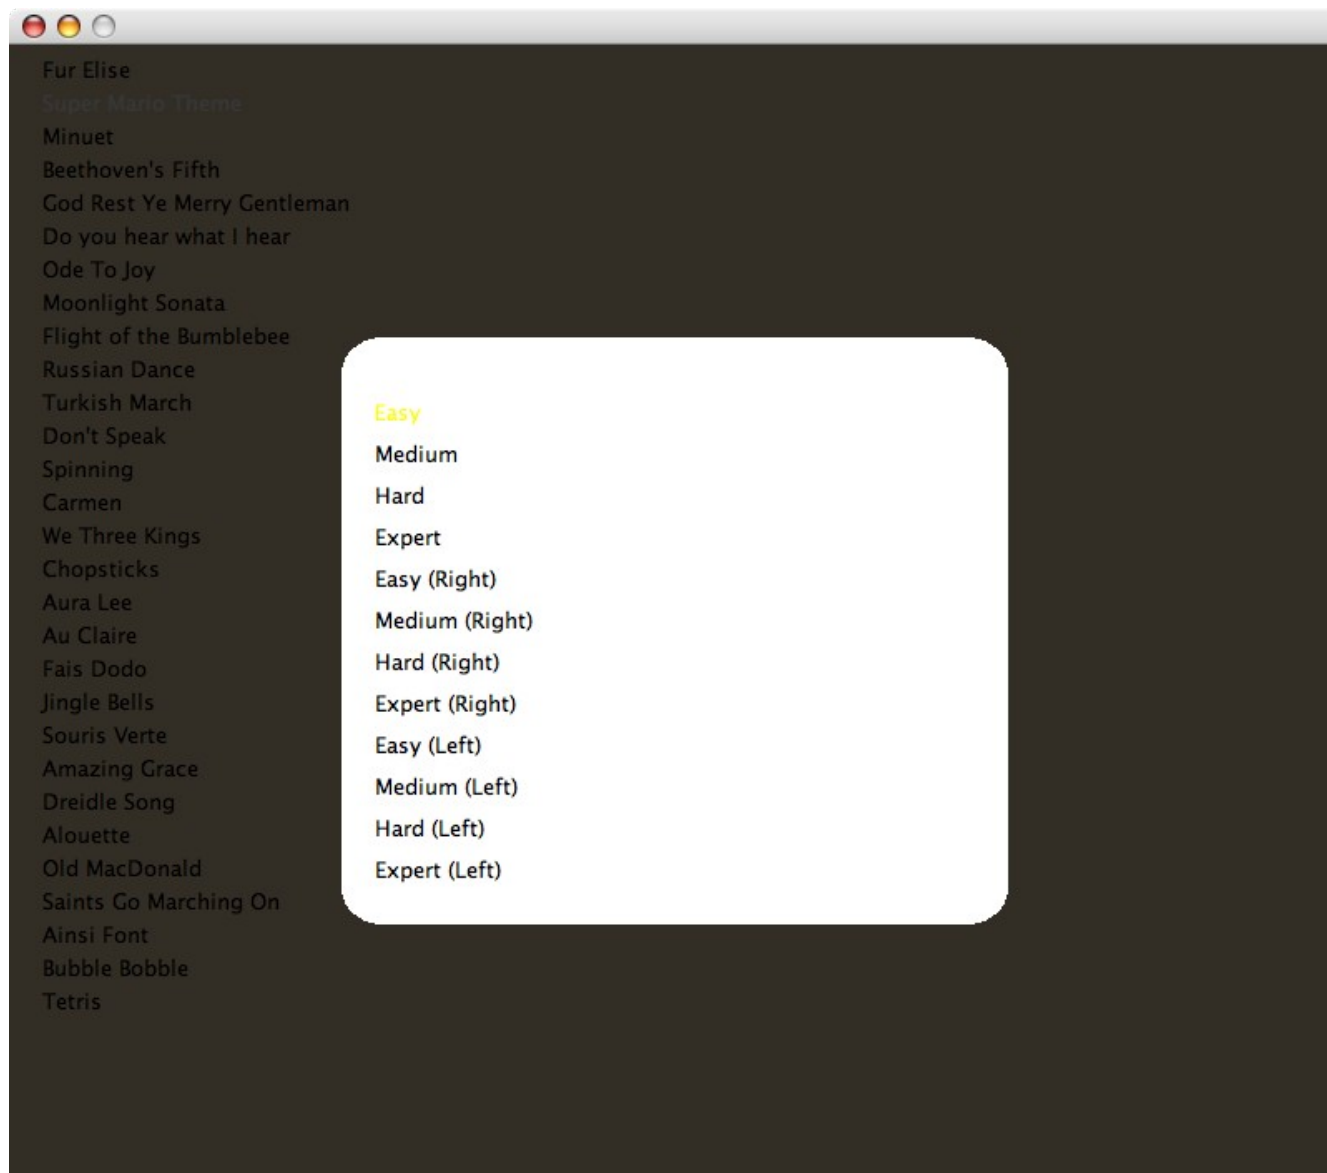 Fur Elise
Super Mario Theme
Minuet
Beethoven's Fifth
God Rest Ye Merry Gentleman
Do you hear what I hear
Ode To Joy
Moonlight Sonata
Flight of the Bumblebee
Russian Dance
Turkish March
Don't Speak
Spinning
Carmen
We Three Kings
Chopsticks
Aura Lee
Au Claire
Fais Dodo
Jingle Bells
Souris Verte
Amazing Grace
Dreidle Song
Alouette
Old MacDonald
Saints Go Marching On
Ainsi Font
Bubble Bobble
Tetris
Easy
Medium
Hard
Expert
Easy (Right)
Medium (Right)
Hard (Right)
Expert (Right)
Easy (Left)
Medium (Left)
Hard (Left)
Expert (Left)